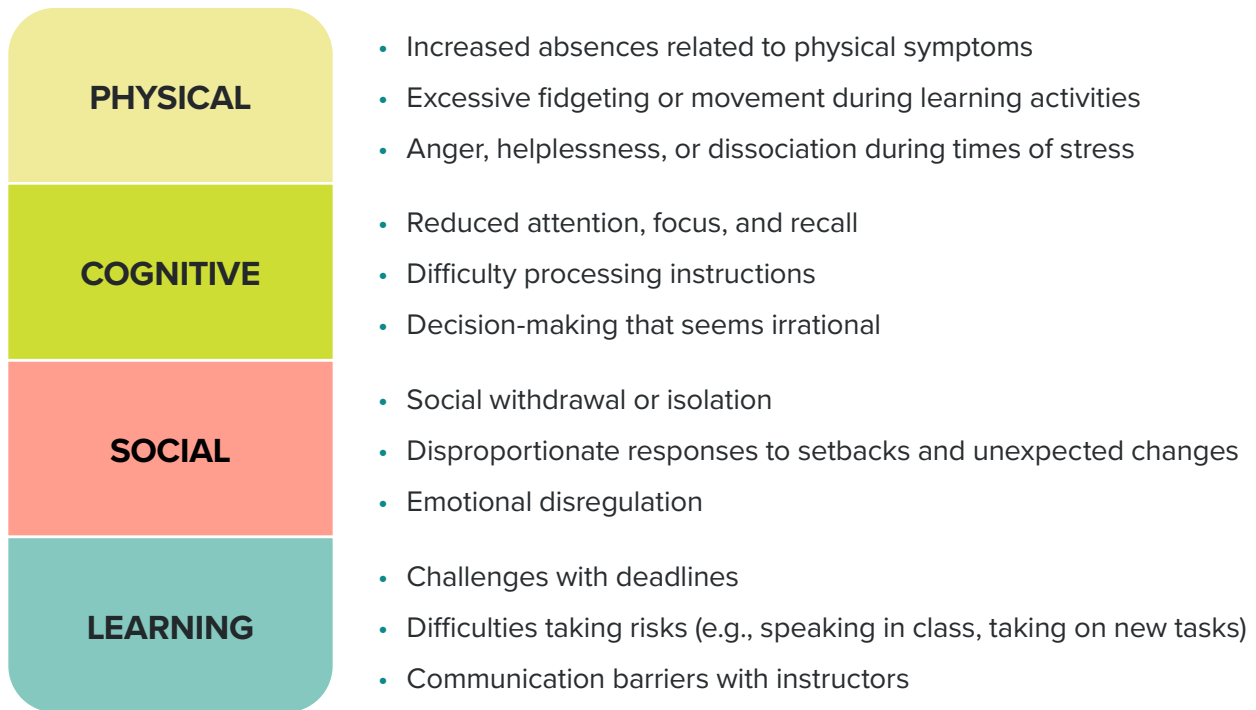 PHYSICAL
• Increased absences related to physical symptoms
• Excessive fidgeting or movement during learning activities
• Anger, helplessness, or dissociation during times of stress
COGNITIVE
• Reduced attention, focus, and recall
• Difficulty processing instructions
• Decision-making that seems irrational
SOCIAL
• Social withdrawal or isolation
• Disproportionate responses to setbacks and unexpected changes
• Emotional disregulation
LEARNING
• Challenges with deadlines
• Difficulties taking risks (e.g., speaking in class, taking on new tasks)
• Communication barriers with instructors